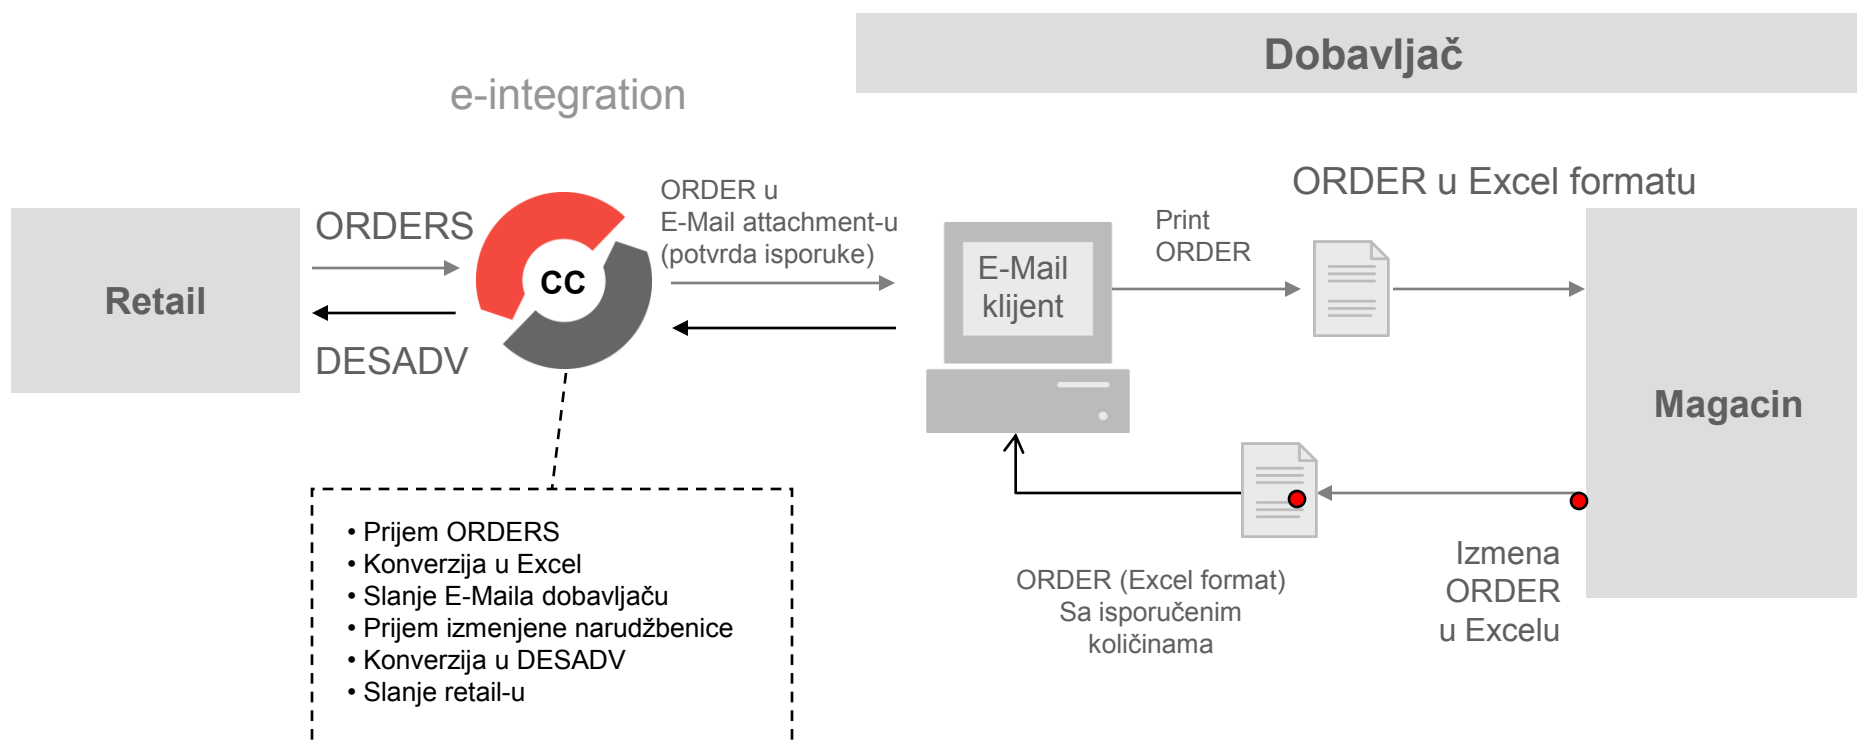 Dobavljač
e-integration
Retail
ORDERS
DESADV
CC
ORDER u
E-Mail attachment-u
(potvrda isporuke)
E-Mail
klijent
Print
ORDER
ORDER u Excel formatu
Magacin
Izmena
ORDER
u Excelu
ORDER (Excel format)
Sa isporučenim
količinama
• Prijem ORDERS
• Konverzija u Excel
• Slanje E-Maila dobavljaču
• Prijem izmenjene narudžbenice
• Konverzija u DESADV
• Slanje retail-u